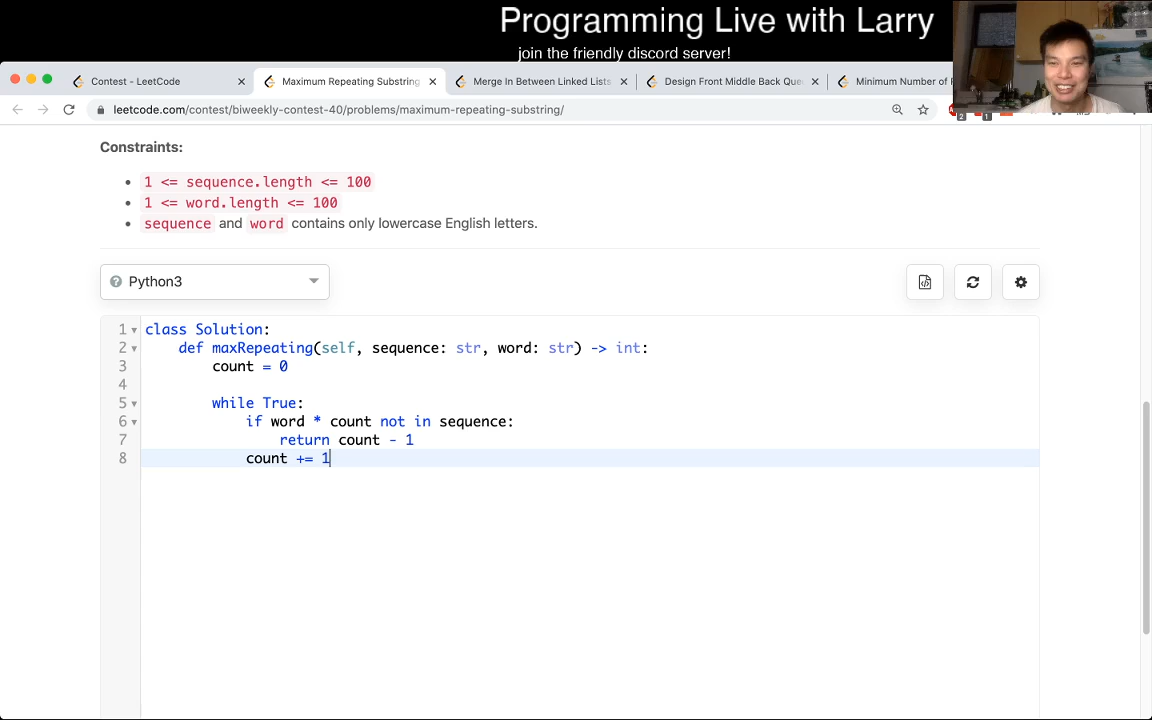 Programming Live with Larry
join the friendly discord server!
Contest - LeetCode
Maximum Repeating Substring
Merge In Between Linked Lists
Design Front Middle Back Que
Minimum Number of
leetcode.com/contest/biweekly-contest-40/problems/maximum-repeating-substring/
2
1
Constraints:
1 <= sequence.length <= 100
1 <= word.length <= 100
sequence and word contains only lowercase English letters.
Python3
1 class Solution:
2 def maxRepeating(self, sequence: str, word: str) -> int:
3 count = 0
4
5 while True:
6 if word * count not in sequence:
7 return count - 1
8 count += 1